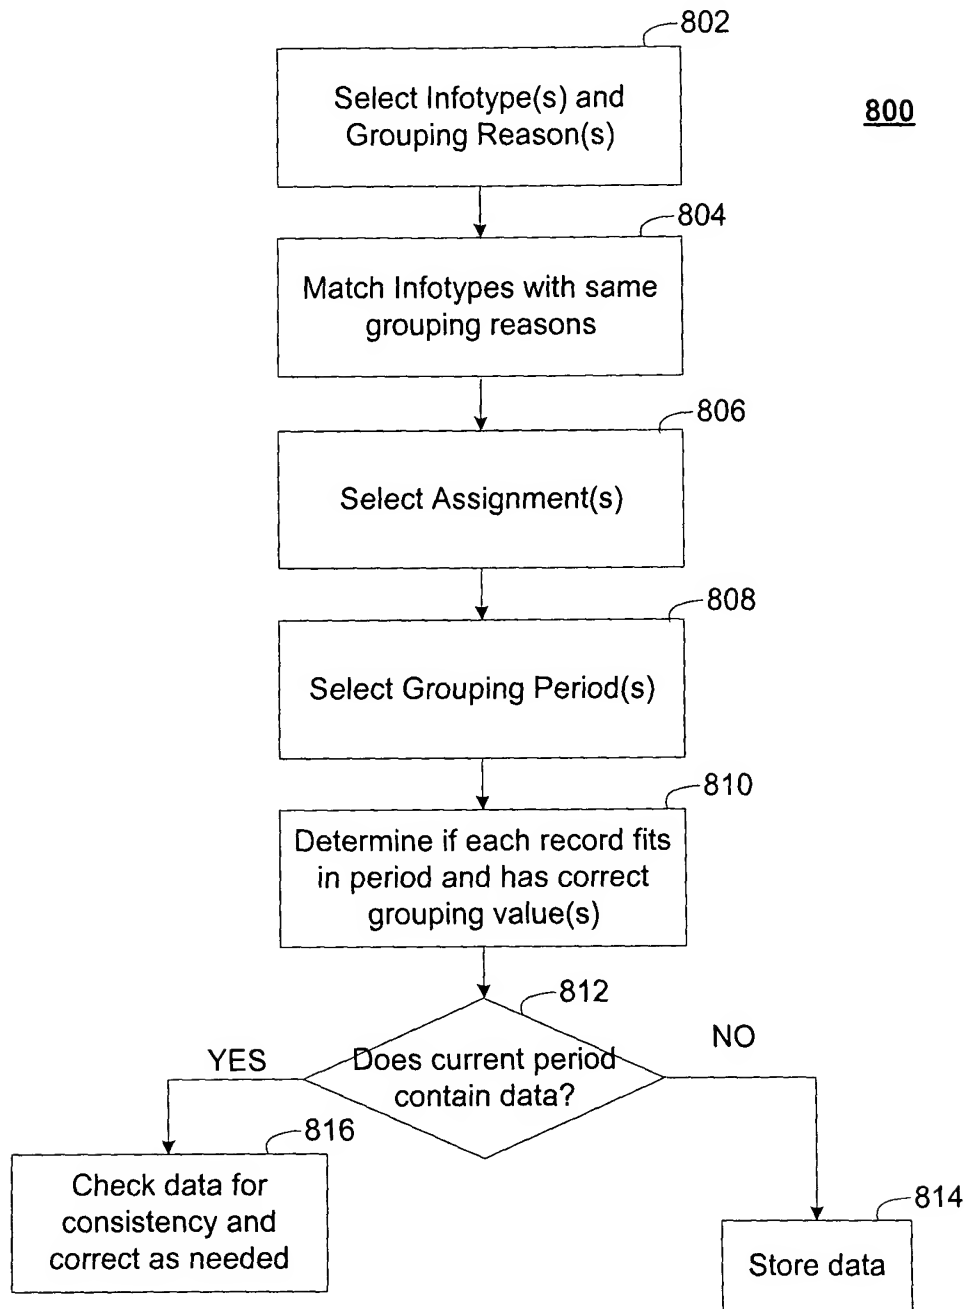 802
800
Select Infotype(s) and
Grouping Reason(s)
804
Match Infotypes with same
grouping reasons
806
Select Assignment(s)
808
Select Grouping Period(s)
810
Determine if each record fits
in period and has correct
grouping value(s)
812
YES
NO
Does current period
contain data?
816
Check data for
consistency and
correct as needed
814
Store data